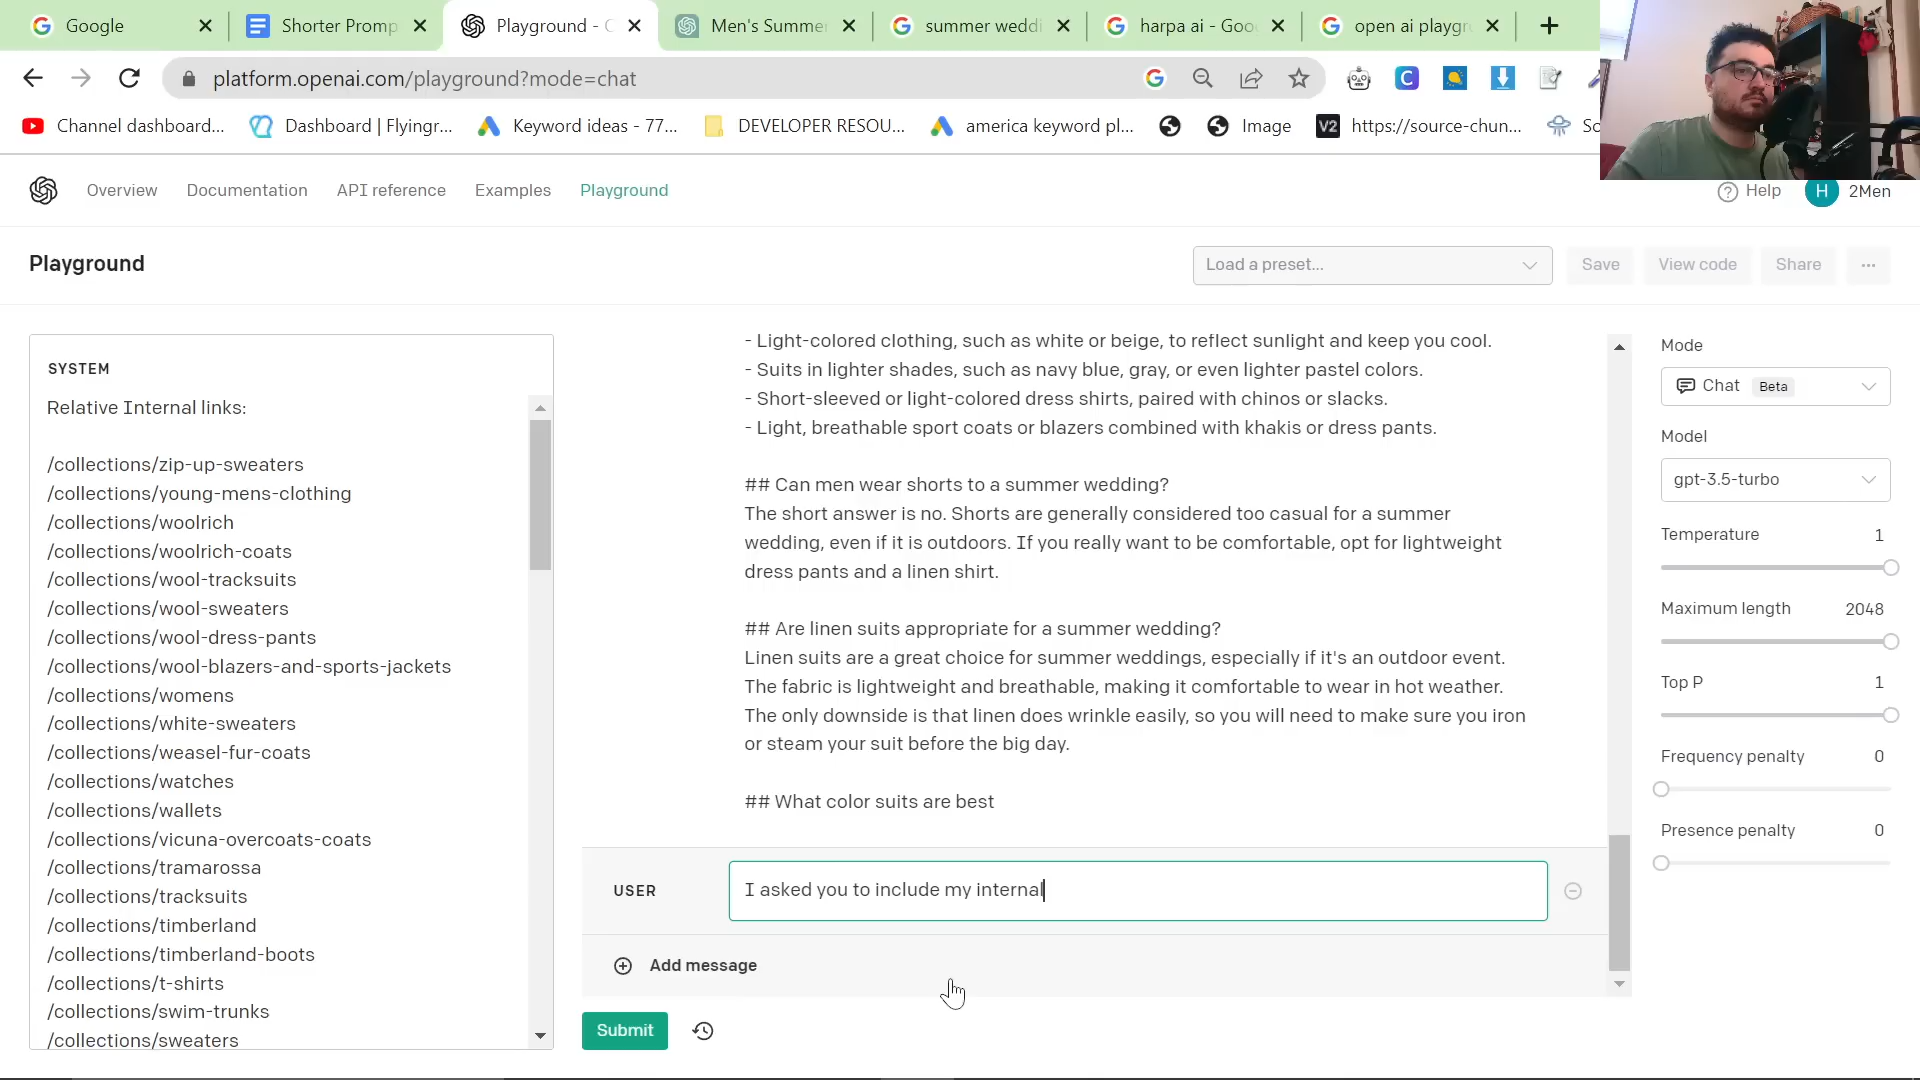 Google
Shorter Promp
Playground - C
Men's Summer
summer weddi
harpa ai - Goo
open ai playgr
platform.openai.com/playground?mode=chat
Channel dashboard...
Dashboard | Flyingr...
Keyword ideas - 77...
DEVELOPER RESOU...
america keyword pl...
Image
V2
https://source-chun...
Sc
Overview
Documentation
API reference
Examples
Playground
Help
H
2Men
Playground
Load a preset...
Save
View code
Share
...
SYSTEM
Relative Internal links:
/collections/zip-up-sweaters
/collections/young-mens-clothing
/collections/woolrich
/collections/woolrich-coats
/collections/wool-tracksuits
/collections/wool-sweaters
/collections/wool-dress-pants
/collections/wool-blazers-and-sports-jackets
/collections/womens
/collections/white-sweaters
/collections/weasel-fur-coats
/collections/watches
/collections/wallets
/collections/vicuna-overcoats-coats
/collections/tramarossa
/collections/tracksuits
/collections/timberland
/collections/timberland-boots
/collections/t-shirts
/collections/swim-trunks
/collections/sweaters
- Light-colored clothing, such as white or beige, to reflect sunlight and keep you cool.
- Suits in lighter shades, such as navy blue, gray, or even lighter pastel colors.
- Short-sleeved or light-colored dress shirts, paired with chinos or slacks.
- Light, breathable sport coats or blazers combined with khakis or dress pants.
## Can men wear shorts to a summer wedding?
The short answer is no. Shorts are generally considered too casual for a summer
wedding, even if it is outdoors. If you really want to be comfortable, opt for lightweight
dress pants and a linen shirt.
## Are linen suits appropriate for a summer wedding?
Linen suits are a great choice for summer weddings, especially if it's an outdoor event.
The fabric is lightweight and breathable, making it comfortable to wear in hot weather.
The only downside is that linen does wrinkle easily, so you will need to make sure you iron
or steam your suit before the big day.
## What color suits are best
USER
I asked you to include my internal
Add message
Submit
Mode
Chat Beta
Model
gpt-3.5-turbo
Temperature 1
Maximum length 2048
Top P 1
Frequency penalty 0
Presence penalty 0